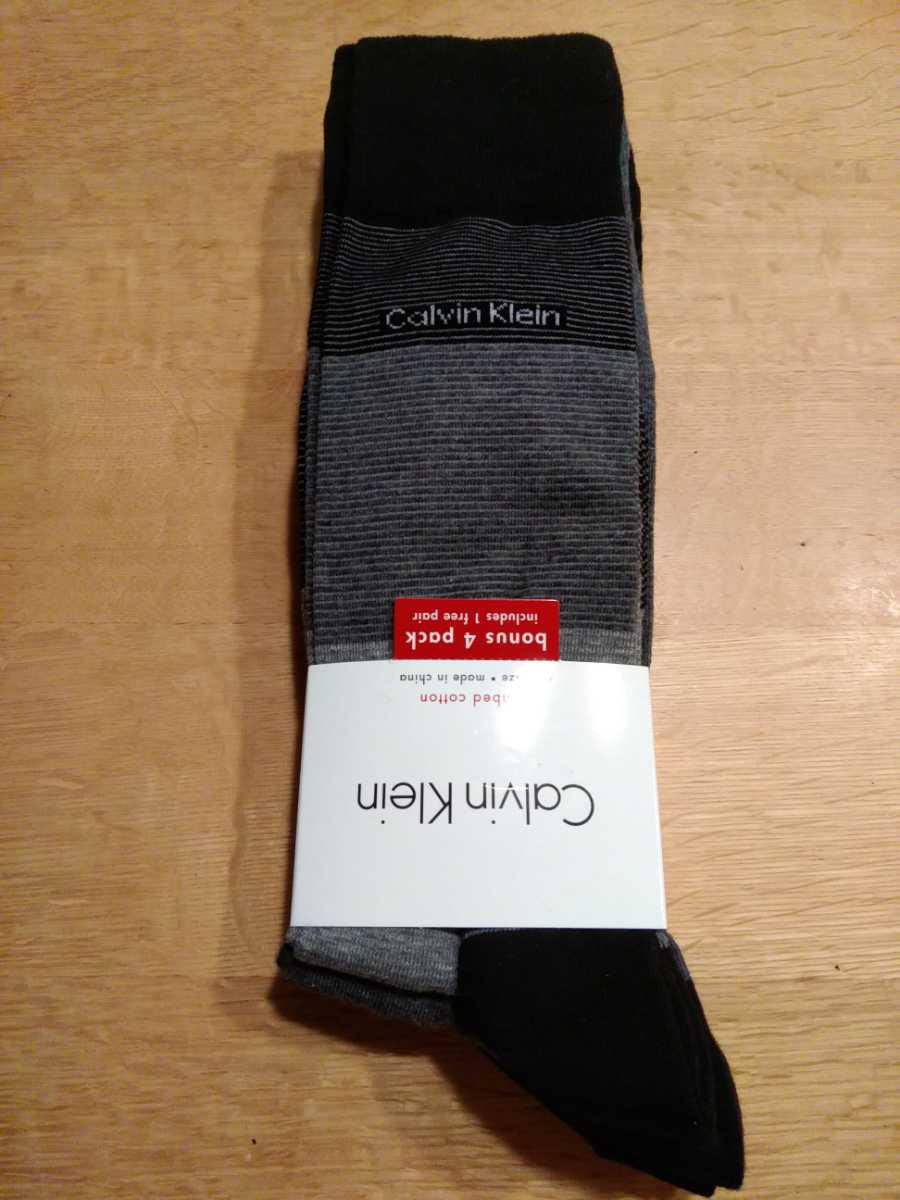 Calvin Klein
Calvin Klein
cotton
made in china
bonus 4 pack
includes 1 free pair